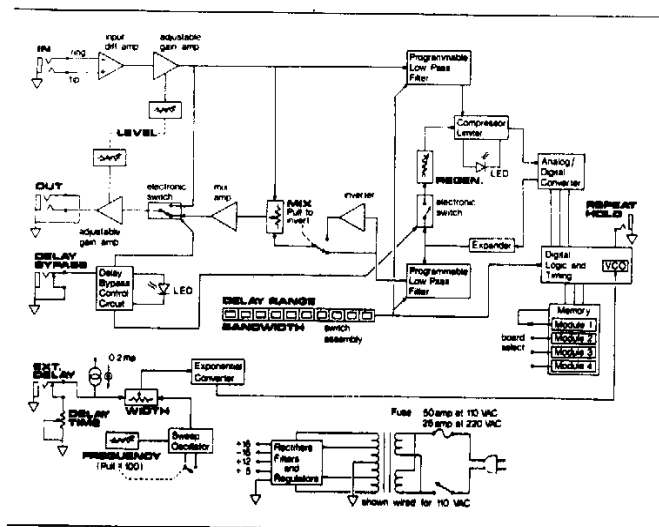 IN
ring
tip
input
diff amp
adjustable
gain amp
Programmable
Low Pass
Filter
LEVEL
Compressor
Limiter
LED
REGEN.
Analog/
Digital
Converter
OUT
adjustable
gain amp
electronic
switch
mix
amp
MIX
Pull to
invert
inverter
electronic
switch
Expander
REPEAT
HOLD
DELAY
BYPASS
Delay
Bypass
Control
Circuit
LED
Programmable
Low Pass
Filter
Digital
Logic and
Timing
VCO
DELAY RANGE
BANDWIDTH
switch
assembly
Memory
Module 1
Module 2
Module 3
Module 4
board
select
EXT.
DELAY
0.2 ma
WIDTH
Exponential
Converter
DELAY
TIME
Sweep
Oscillator
FREQUENCY
(Pull × 100)
+15
-15
+12
+5
Rectifiers
Filters
and
Regulators
Fuse
.50 amp at 110 VAC
.25 amp at 220 VAC
shown wired for 110 VAC